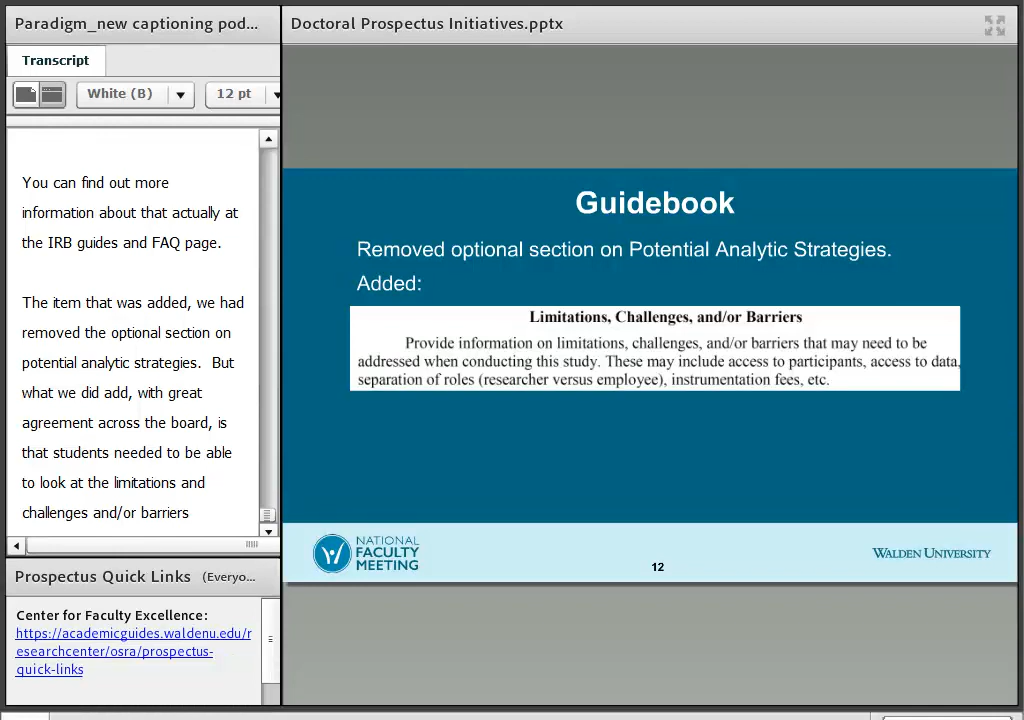 Paradigm_new captioning pod...
Transcript
White (B)
12 pt
You can find out more
information about that actually at
the IRB guides and FAQ page.
The item that was added, we had
removed the optional section on
potential analytic strategies.  But
what we did add, with great
agreement across the board, is
that students needed to be able
to look at the limitations and
challenges and/or barriers
Prospectus Quick Links (Everyo...
Center for Faculty Excellence:
https://academicguides.waldenu.edu/r
esearchcenter/osra/prospectus-
quick-links
Doctoral Prospectus Initiatives.pptx
Guidebook
Removed optional section on Potential Analytic Strategies.
Added:
Limitations, Challenges, and/or Barriers
Provide information on limitations, challenges, and/or barriers that may need to be
addressed when conducting this study. These may include access to participants, access to data,
separation of roles (researcher versus employee), instrumentation fees, etc.
NATIONAL
FACULTY
MEETING
12
WALDEN UNIVERSITY